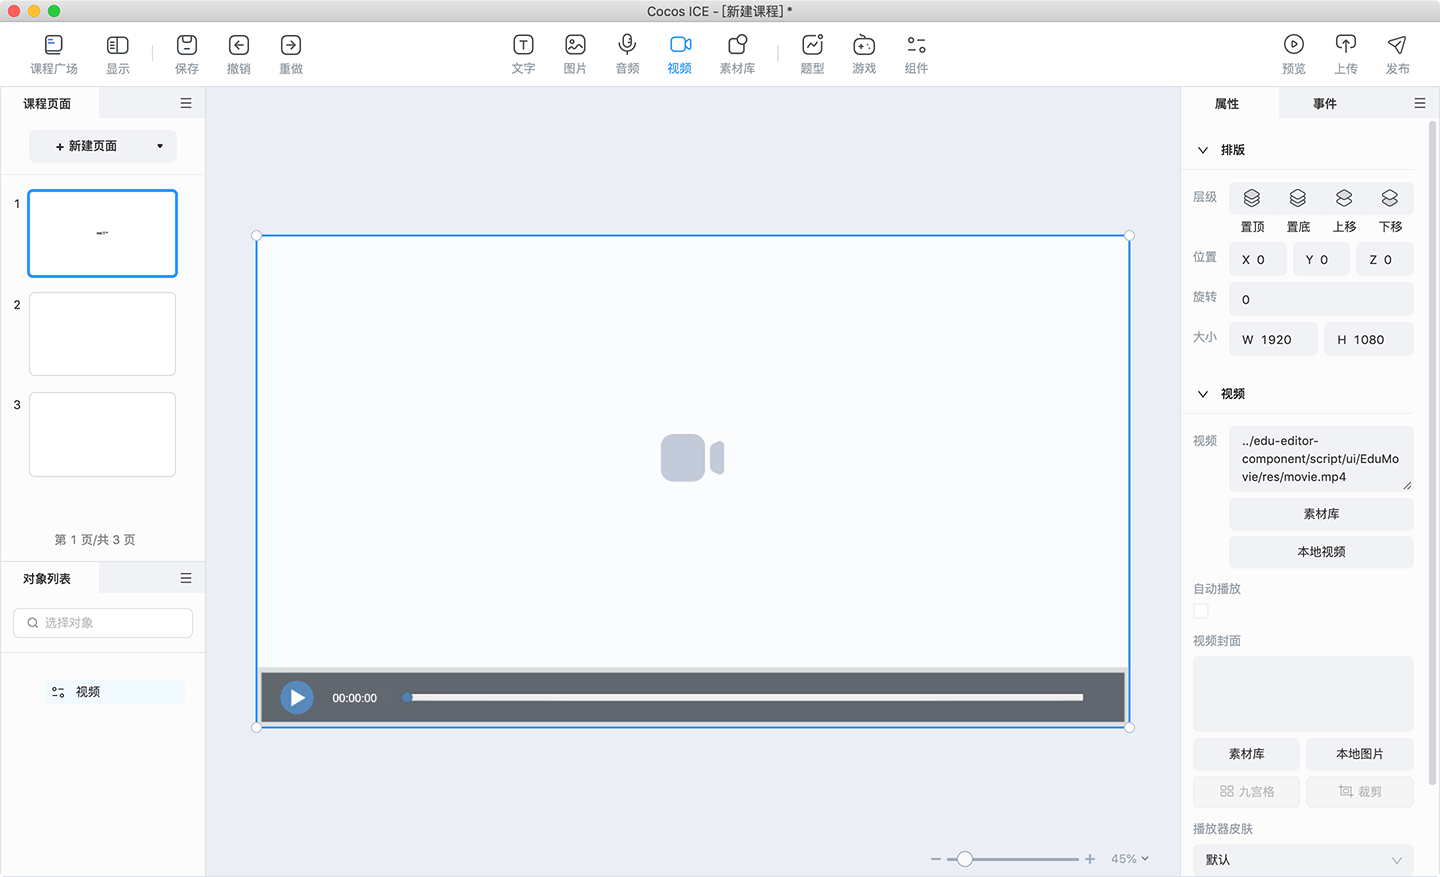 Cocos ICE - [新建课程] *
课程广场 显示 保存 撤销 重做 文字 图片 音频 视频 素材库 题型 游戏 组件 预览 上传 发布
课程页面
+ 新建页面
1
2
3
第 1 页/共 3 页
对象列表
选择对象
视频
00:00:00
45%
属性 事件
排版
层级
置顶 置底 上移 下移
位置 X 0 Y 0 Z 0
旋转 0
大小 W 1920 H 1080
视频
视频 ../edu-editor-
component/script/ui/EduMo
vie/res/movie.mp4
素材库
本地视频
自动播放
视频封面
素材库 本地图片
九宫格 裁剪
播放器皮肤
默认